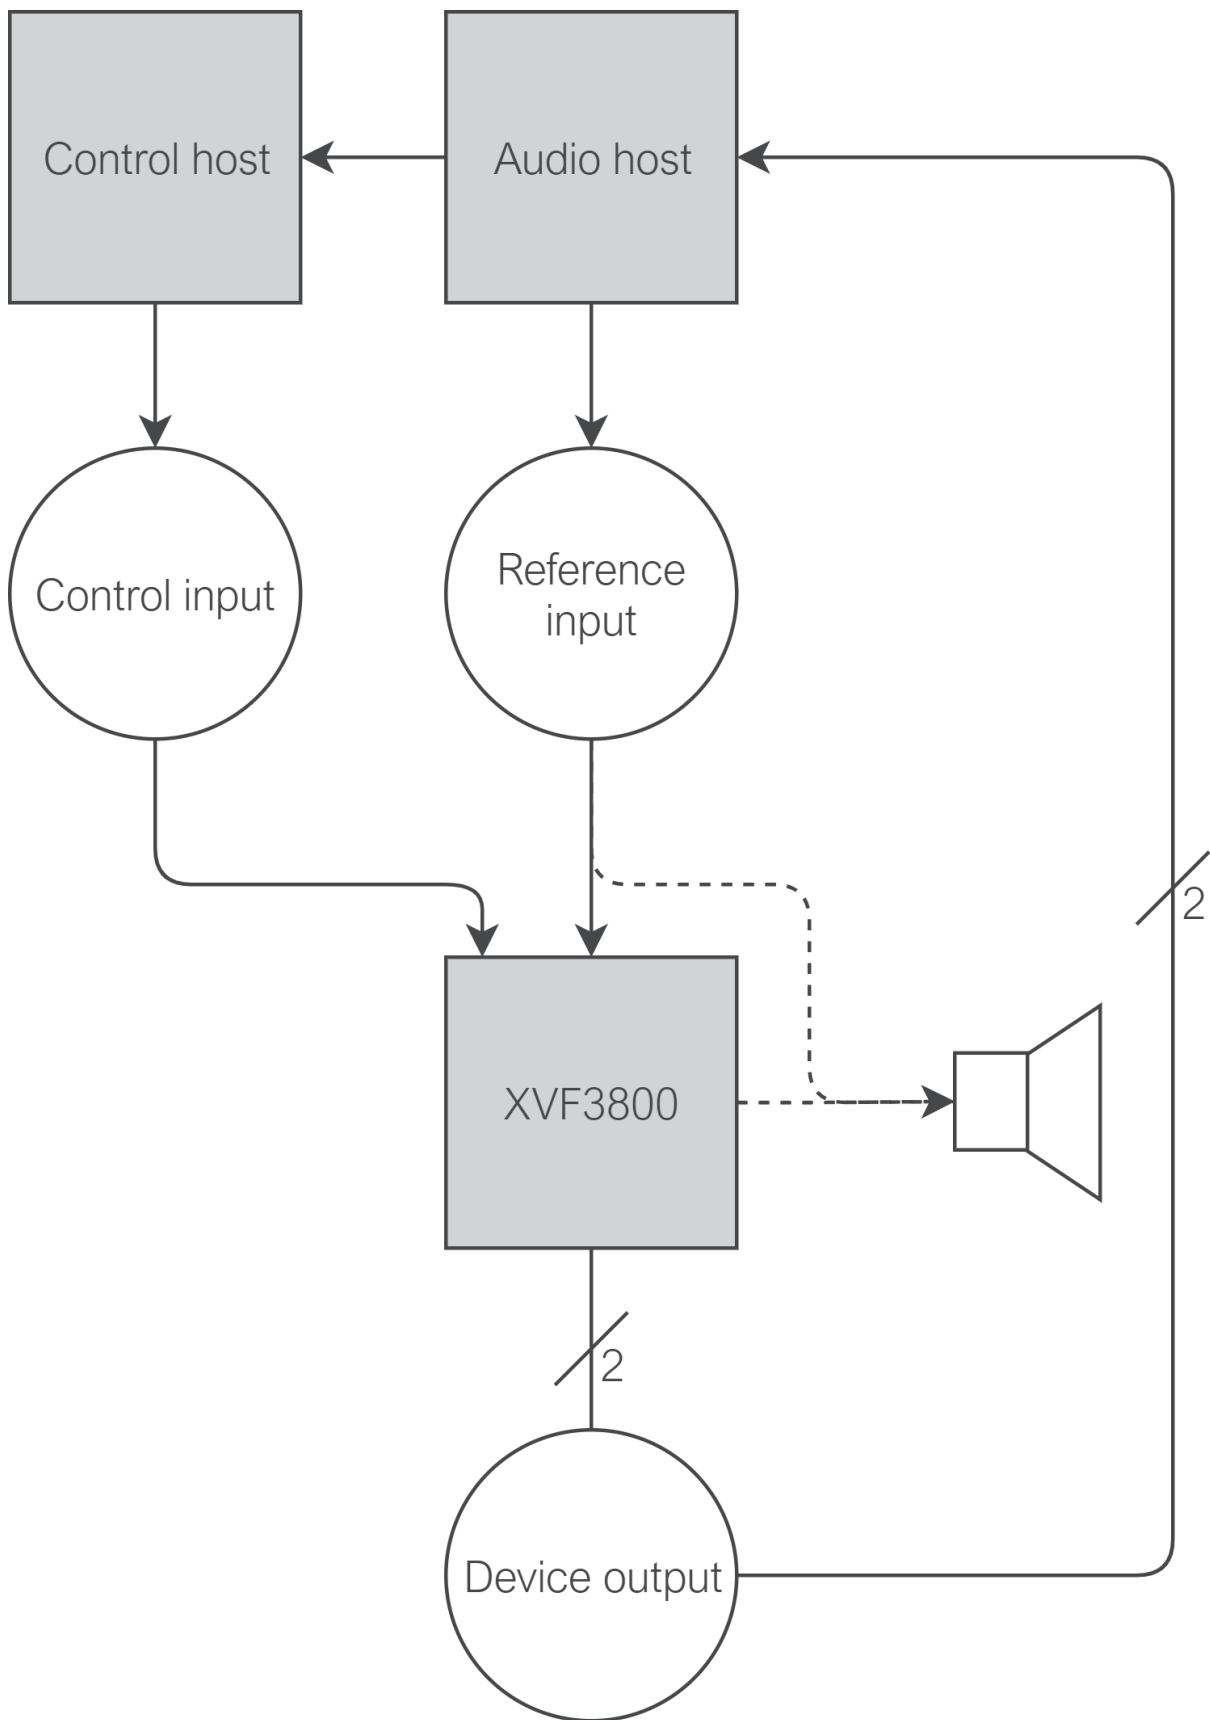 Control host
Audio host
Control input
Reference
input
2
XVF3800
2
Device output